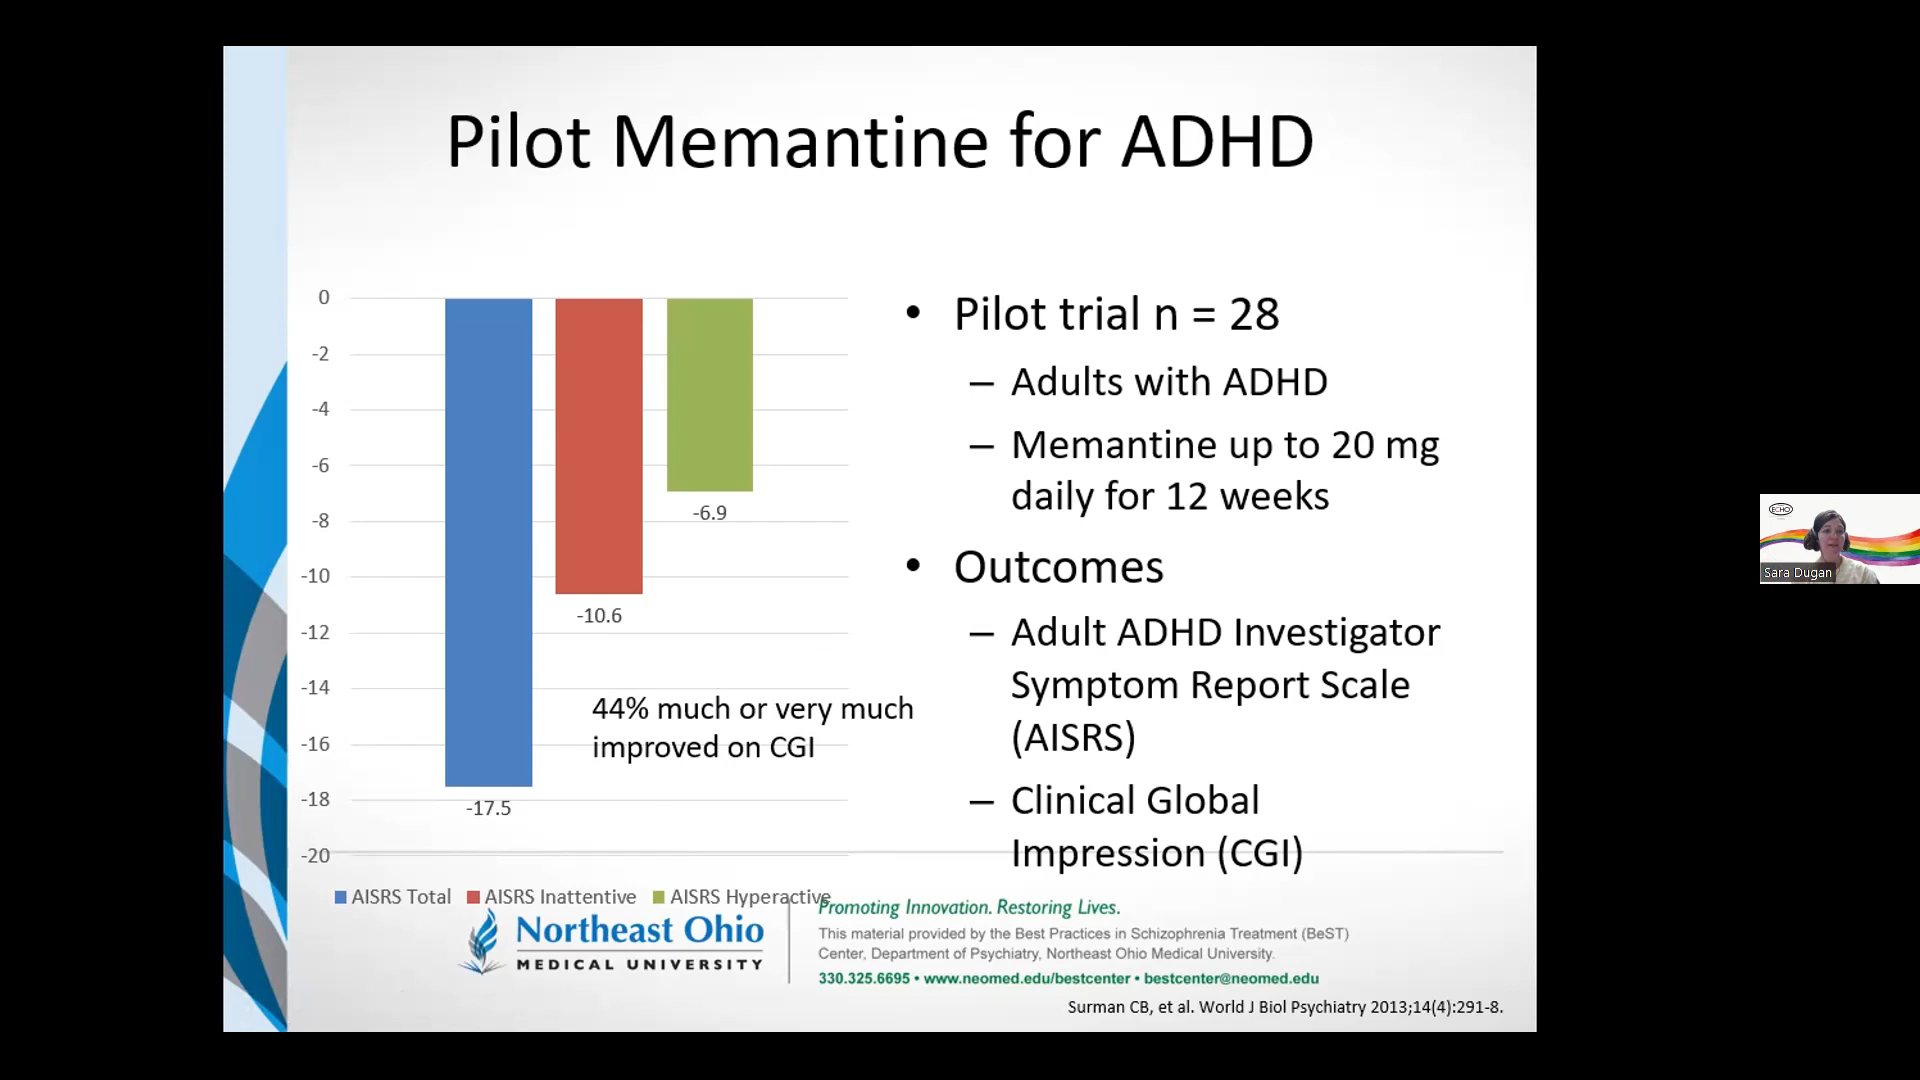 Pilot Memantine for ADHD
0
-2
-4
-6
-8
-10
-12
-14
-16
-18
-20
-17.5
-10.6
-6.9
44% much or very much
improved on CGI
AISRS Total AISRS Inattentive AISRS Hyperactive
• Pilot trial n = 28
– Adults with ADHD
– Memantine up to 20 mg
daily for 12 weeks
• Outcomes
– Adult ADHD Investigator
Symptom Report Scale
(AISRS)
– Clinical Global
Impression (CGI)
Northeast Ohio
MEDICAL UNIVERSITY
Promoting Innovation. Restoring Lives.
This material provided by the Best Practices in Schizophrenia Treatment (BeST)
Center, Department of Psychiatry, Northeast Ohio Medical University.
330.325.6695 • www.neomed.edu/bestcenter • bestcenter@neomed.edu
Surman CB, et al. World J Biol Psychiatry 2013;14(4):291-8.
ECHO
Sara Dugan